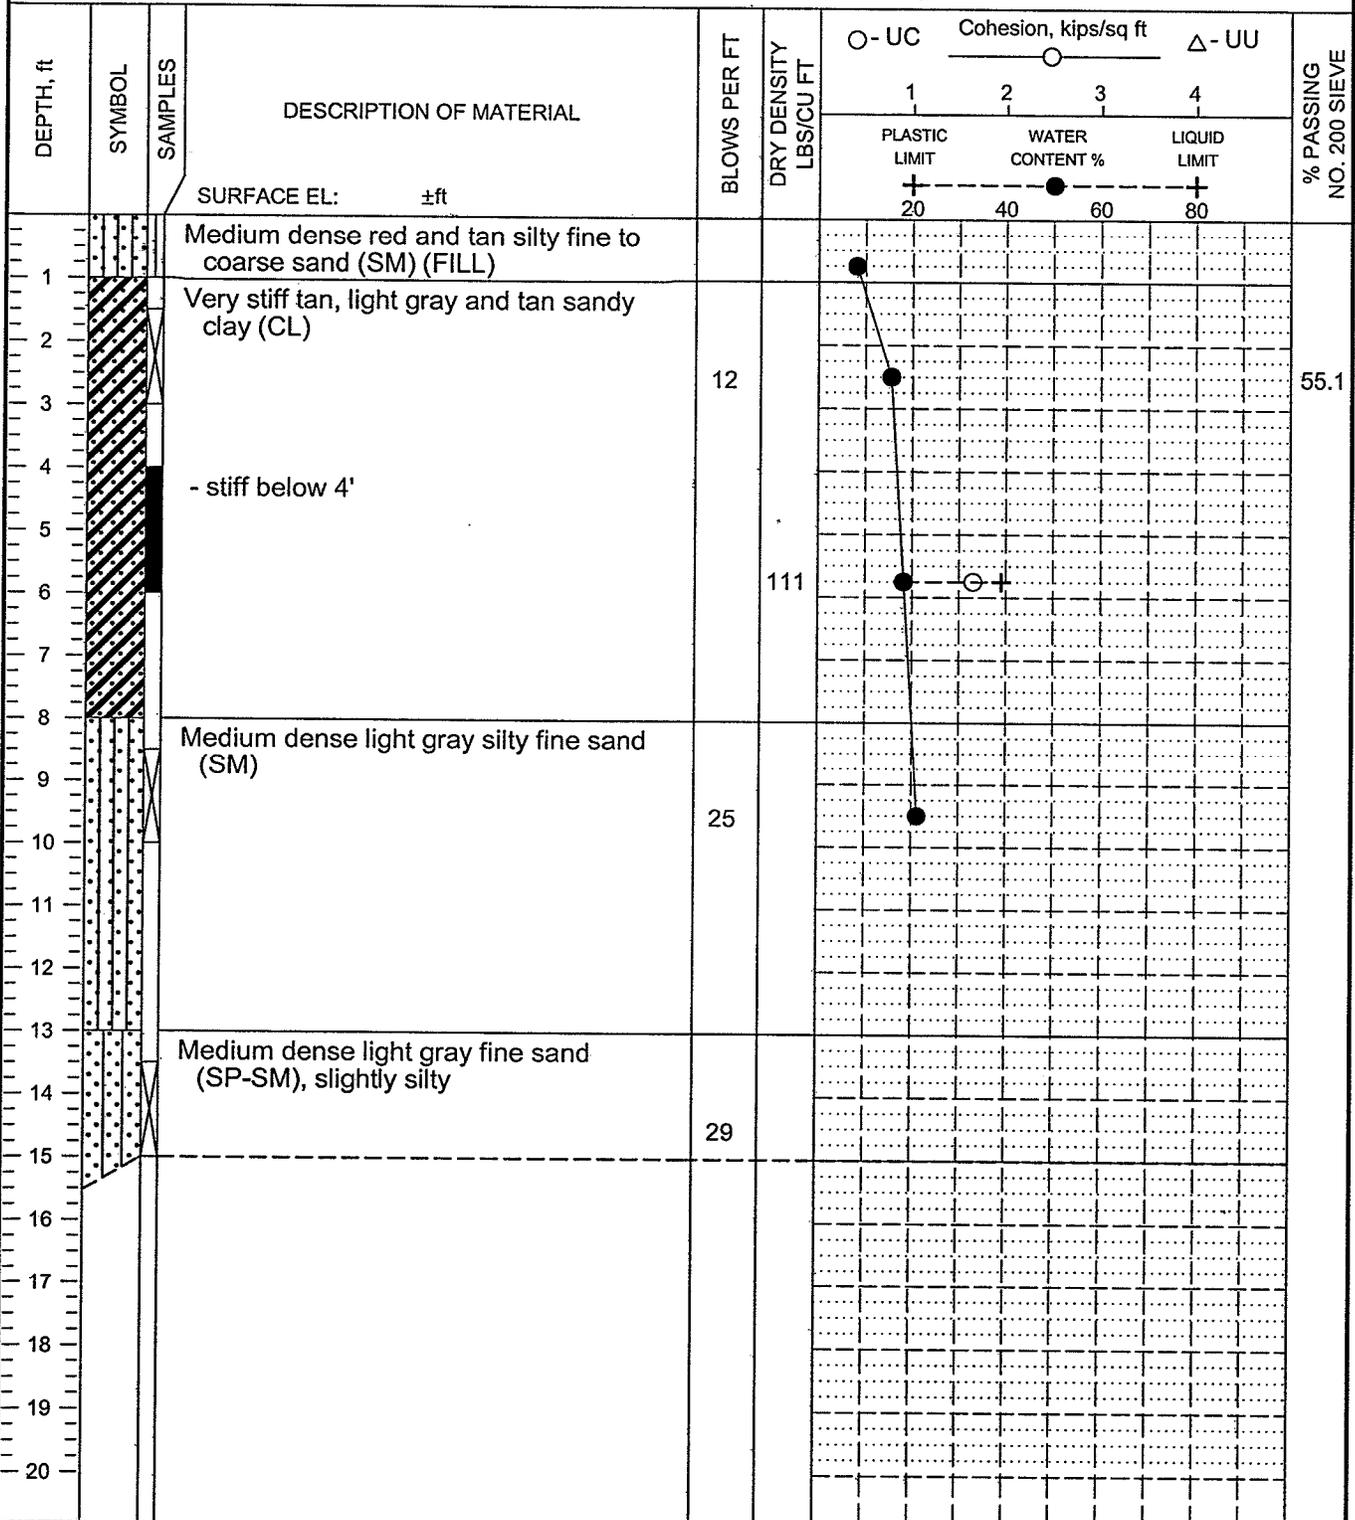 DEPTH, ft
SYMBOL
SAMPLES
DESCRIPTION OF MATERIAL
SURFACE EL: ±ft
BLOWS PER FT
DRY DENSITY
LBS/CU FT
○- UC
Cohesion, kips/sq ft
△- UU
1 2 3 4
PLASTIC
LIMIT
WATER
CONTENT %
LIQUID
LIMIT
20 40 60 80
% PASSING
NO. 200 SIEVE
Medium dense red and tan silty fine to
coarse sand (SM) (FILL)
1
Very stiff tan, light gray and tan sandy
clay (CL)
2
12
55.1
3
4
- stiff below 4'
5
111
6
7
8
Medium dense light gray silty fine sand
(SM)
9
25
10
11
12
13
Medium dense light gray fine sand
(SP-SM), slightly silty
14
29
15
16
17
18
19
20